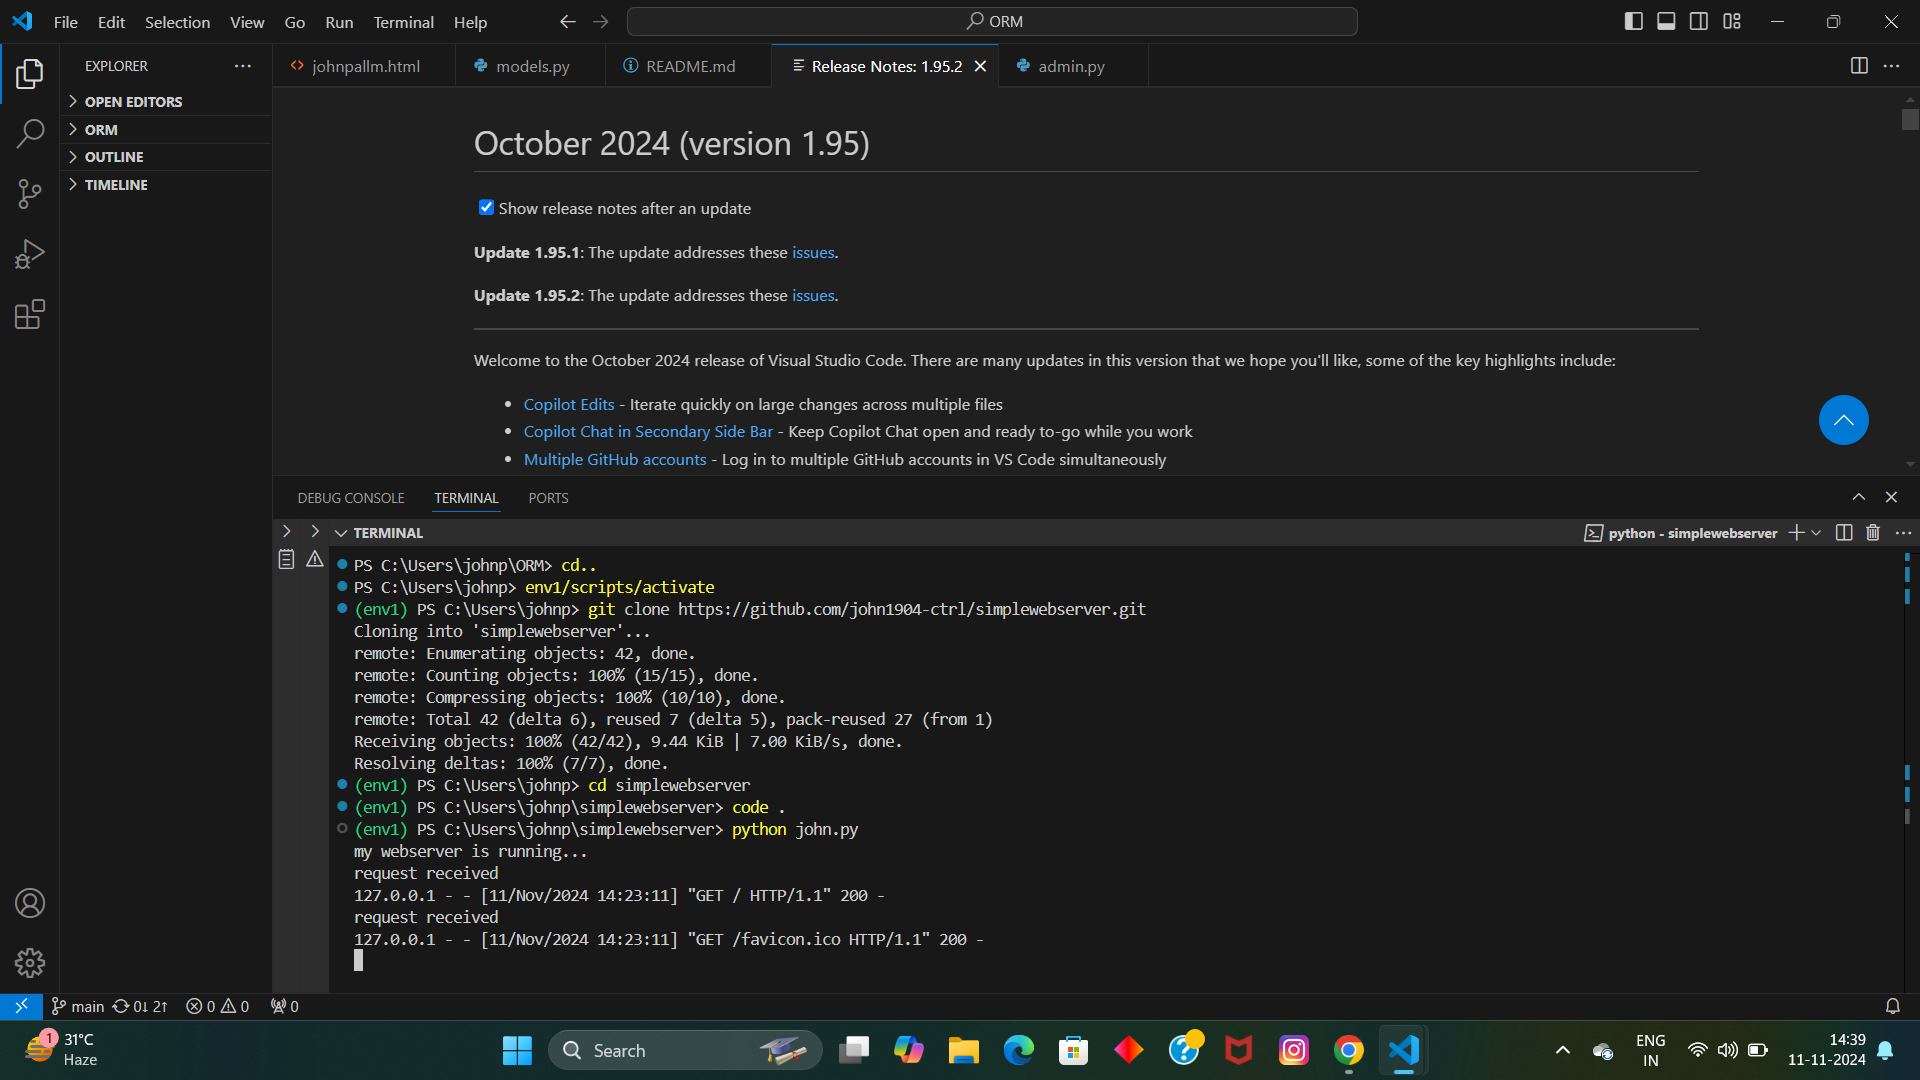 File Edit Selection View Go Run Terminal Help
ORM
EXPLORER
johnpallm.html
models.py
README.md
Release Notes: 1.95.2
admin.py
OPEN EDITORS
ORM
OUTLINE
TIMELINE
October 2024 (version 1.95)
Show release notes after an update
Update 1.95.1: The update addresses these issues.
Update 1.95.2: The update addresses these issues.
Welcome to the October 2024 release of Visual Studio Code. There are many updates in this version that we hope you'll like, some of the key highlights include:
• Copilot Edits - Iterate quickly on large changes across multiple files
• Copilot Chat in Secondary Side Bar - Keep Copilot Chat open and ready to-go while you work
• Multiple GitHub accounts - Log in to multiple GitHub accounts in VS Code simultaneously
DEBUG CONSOLE TERMINAL PORTS
TERMINAL
python - simplewebserver
PS C:\Users\johnp\ORM> cd..
PS C:\Users\johnp> env1/scripts/activate
(env1) PS C:\Users\johnp> git clone https://github.com/john1904-ctrl/simplewebserver.git
Cloning into 'simplewebserver'...
remote: Enumerating objects: 42, done.
remote: Counting objects: 100% (15/15), done.
remote: Compressing objects: 100% (10/10), done.
remote: Total 42 (delta 6), reused 7 (delta 5), pack-reused 27 (from 1)
Receiving objects: 100% (42/42), 9.44 KiB | 7.00 KiB/s, done.
Resolving deltas: 100% (7/7), done.
(env1) PS C:\Users\johnp> cd simplewebserver
(env1) PS C:\Users\johnp\simplewebserver> code .
(env1) PS C:\Users\johnp\simplewebserver> python john.py
my webserver is running...
request received
127.0.0.1 - - [11/Nov/2024 14:23:11] "GET / HTTP/1.1" 200 -
request received
127.0.0.1 - - [11/Nov/2024 14:23:11] "GET /favicon.ico HTTP/1.1" 200 -
main 0↓ 2↑ 0 0 0
1
31°C
Haze
Search
ENG
IN
14:39
11-11-2024